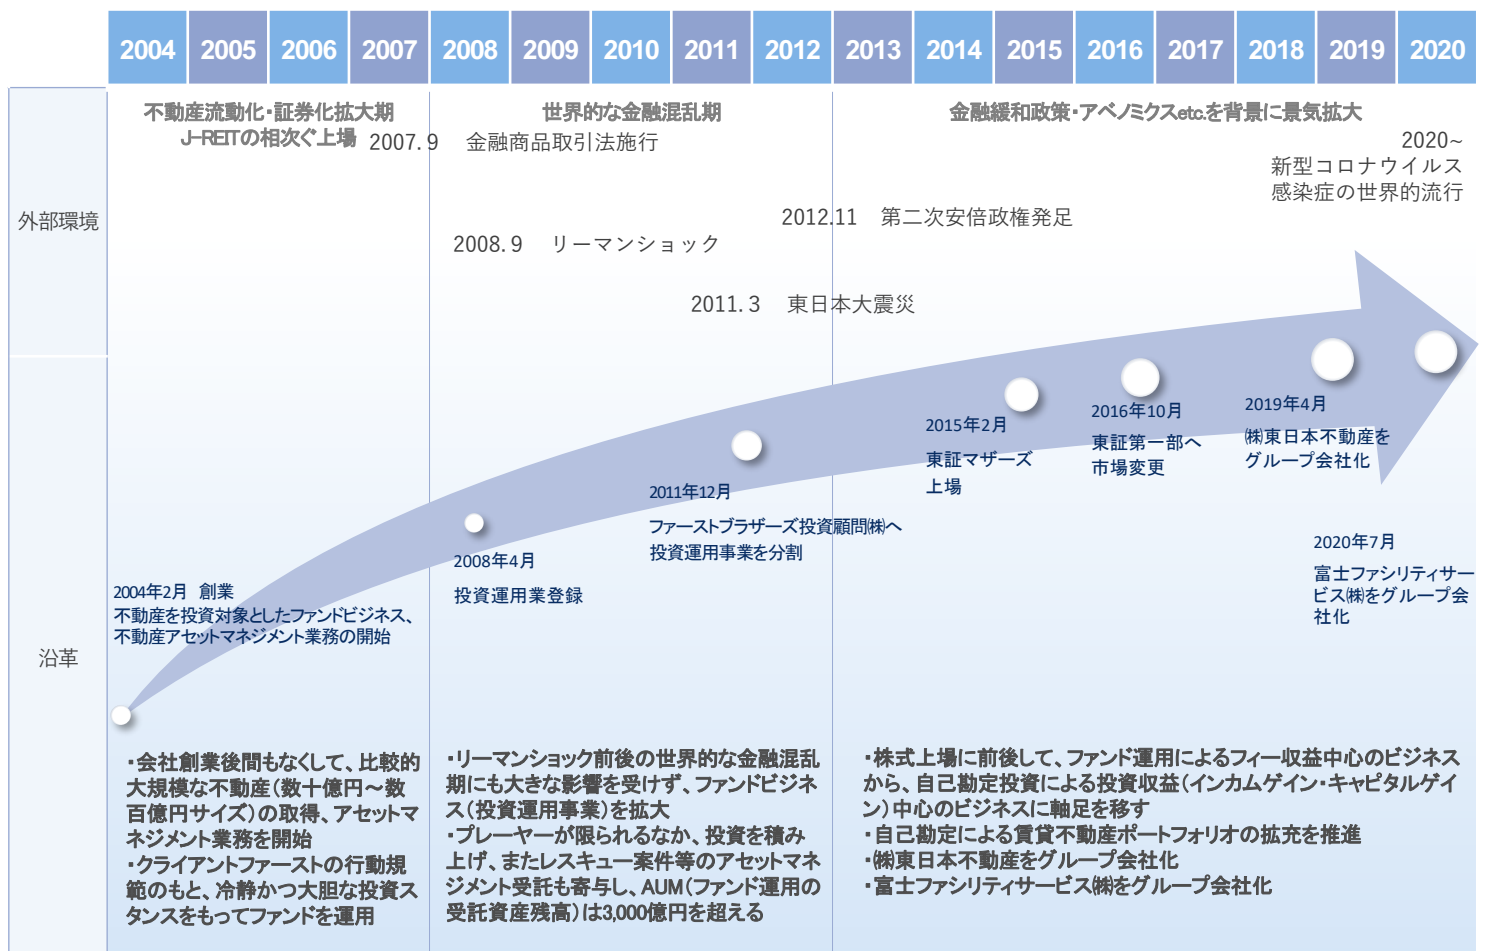 2004 2005 2006 2007 2008 2009 2010 2011 2012 2013 2014 2015 2016 2017 2018 2019 2020
外部環境
不動産流動化・証券化拡大期
J-REITの相次ぐ上場
世界的な金融混乱期
金融緩和政策・アベノミクスetc.を背景に景気拡大
2007.9 金融商品取引法施行
2020~
新型コロナウイルス
感染症の世界的流行
2012.11 第二次安倍政権発足
2008.9 リーマンショック
2011.3 東日本大震災
沿革
2004年2月 創業
不動産を投資対象としたファンドビジネス、
不動産アセットマネジメント業務の開始
2008年4月
投資運用業登録
2011年12月
ファーストブラザーズ投資顧問㈱へ
投資運用事業を分割
2015年2月
東証マザーズ
上場
2016年10月
東証第一部へ
市場変更
2019年4月
㈱東日本不動産を
グループ会社化
2020年7月
富士ファシリティサー
ビス㈱をグループ会
社化
・会社創業後間もなくして、比較的
大規模な不動産（数十億円～数
百億円サイズ）の取得、アセットマ
ネジメント業務を開始
・クライアントファーストの行動規
範のもと、冷静かつ大胆な投資ス
タンスをもってファンドを運用
・リーマンショック前後の世界的な金融混乱
期にも大きな影響を受けず、ファンドビジネ
ス（投資運用事業）を拡大
・プレーヤーが限られるなか、投資を積み
上げ、またレスキュー案件等のアセットマネ
ジメント受託も寄与し、AUM（ファンド運用の
受託資産残高）は3,000億円を超える
・株式上場に前後して、ファンド運用によるフィー収益中心のビジネス
から、自己勘定投資による投資収益（インカムゲイン・キャピタルゲイ
ン）中心のビジネスに軸足を移す
・自己勘定による賃貸不動産ポートフォリオの拡充を推進
・㈱東日本不動産をグループ会社化
・富士ファシリティサービス㈱をグループ会社化